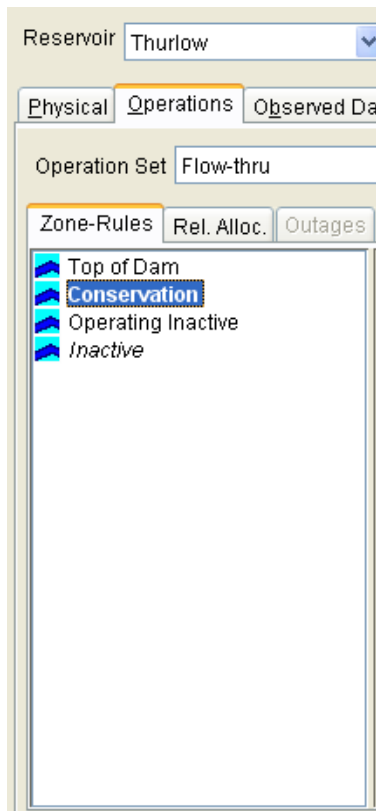 Reservoir Thurlow
Physical Operations Observed Da
Operation Set Flow-thru
Zone-Rules Rel. Alloc. Outages
Top of Dam
Conservation
Operating Inactive
Inactive